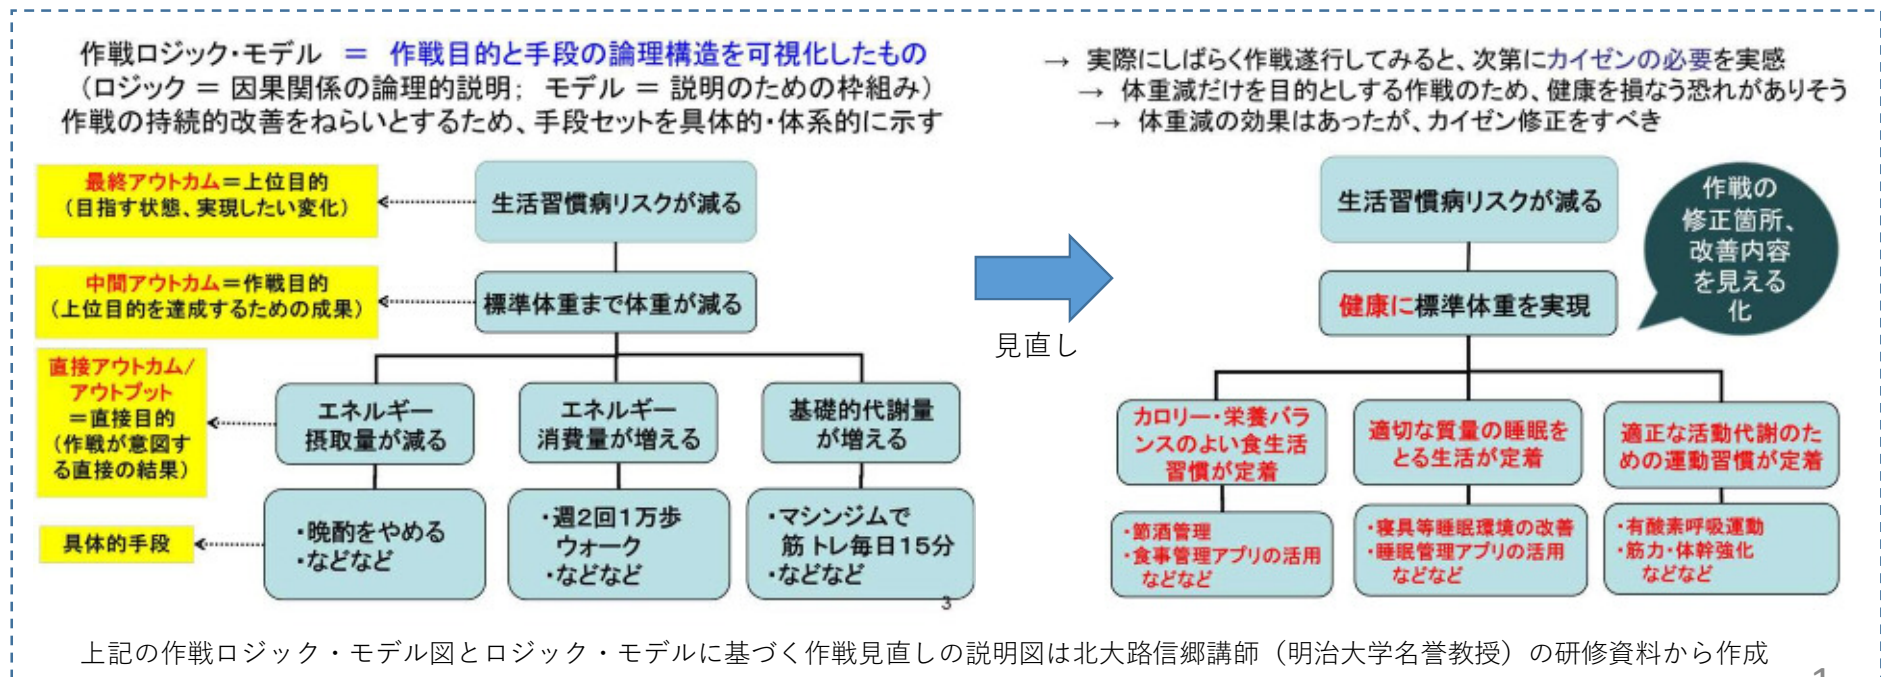 作戦ロジック・モデル ＝ 作戦目的と手段の論理構造を可視化したもの
（ロジック ＝ 因果関係の論理的説明； モデル ＝ 説明のための枠組み）
作戦の持続的改善をねらいとするため、手段セットを具体的・体系的に示す
最終アウトカム＝上位目的
（目指す状態、実現したい変化）
生活習慣病リスクが減る
中間アウトカム＝作戦目的
（上位目的を達成するための成果）
標準体重まで体重が減る
直接アウトカム/
アウトプット
＝直接目的
（作戦が意図す
る直接の結果）
エネルギー
摂取量が減る
エネルギー
消費量が増える
基礎的代謝量
が増える
具体的手段
・晩酌をやめる
・などなど
・週2回1万歩
ウォーク
・などなど
・マシンジムで
筋トレ毎日15分
・などなど
3
見直し
→ 実際にしばらく作戦遂行してみると、次第にカイゼンの必要を実感
→ 体重減だけを目的としする作戦のため、健康を損なう恐れがありそう
→ 体重減の効果はあったが、カイゼン修正をすべき
生活習慣病リスクが減る
作戦の
修正箇所、
改善内容
を見える
化
健康に標準体重を実現
カロリー・栄養バラ
ンスのよい食生活
習慣が定着
適切な質量の睡眠を
とる生活が定着
適正な活動代謝のた
めの運動習慣が定着
・節酒管理
・食事管理アプリの活用
などなど
・寝具等睡眠環境の改善
・睡眠管理アプリの活用
などなど
・有酸素呼吸運動
・筋力・体幹強化
などなど
上記の作戦ロジック・モデル図とロジック・モデルに基づく作戦見直しの説明図は北大路信郷講師（明治大学名誉教授）の研修資料から作成